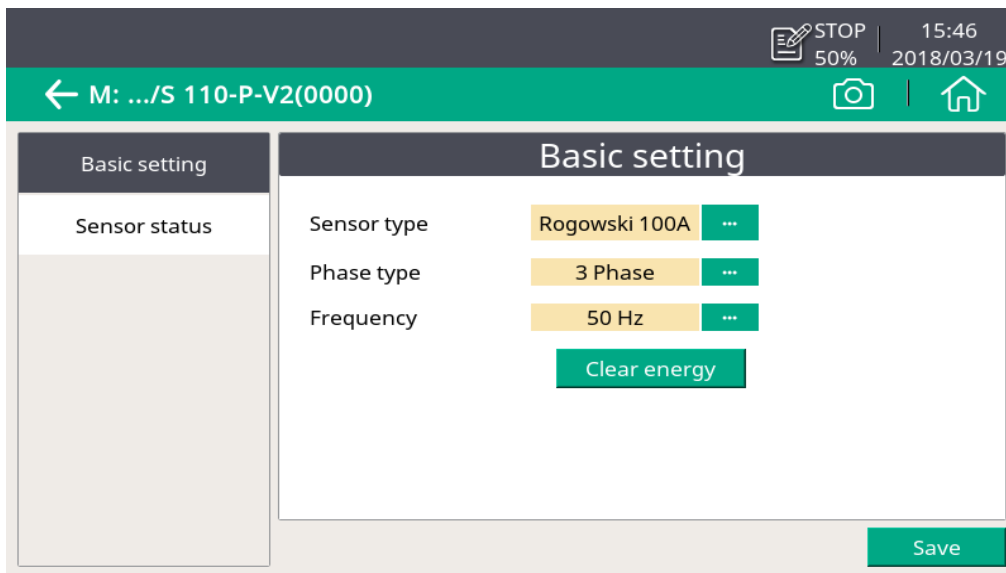 STOP 15:46
50% 2018/03/19
M: .../S 110-P-V2(0000)
Basic setting
Sensor status
Basic setting
Sensor type Rogowski 100A ...
Phase type 3 Phase ...
Frequency 50 Hz ...
Clear energy
Save